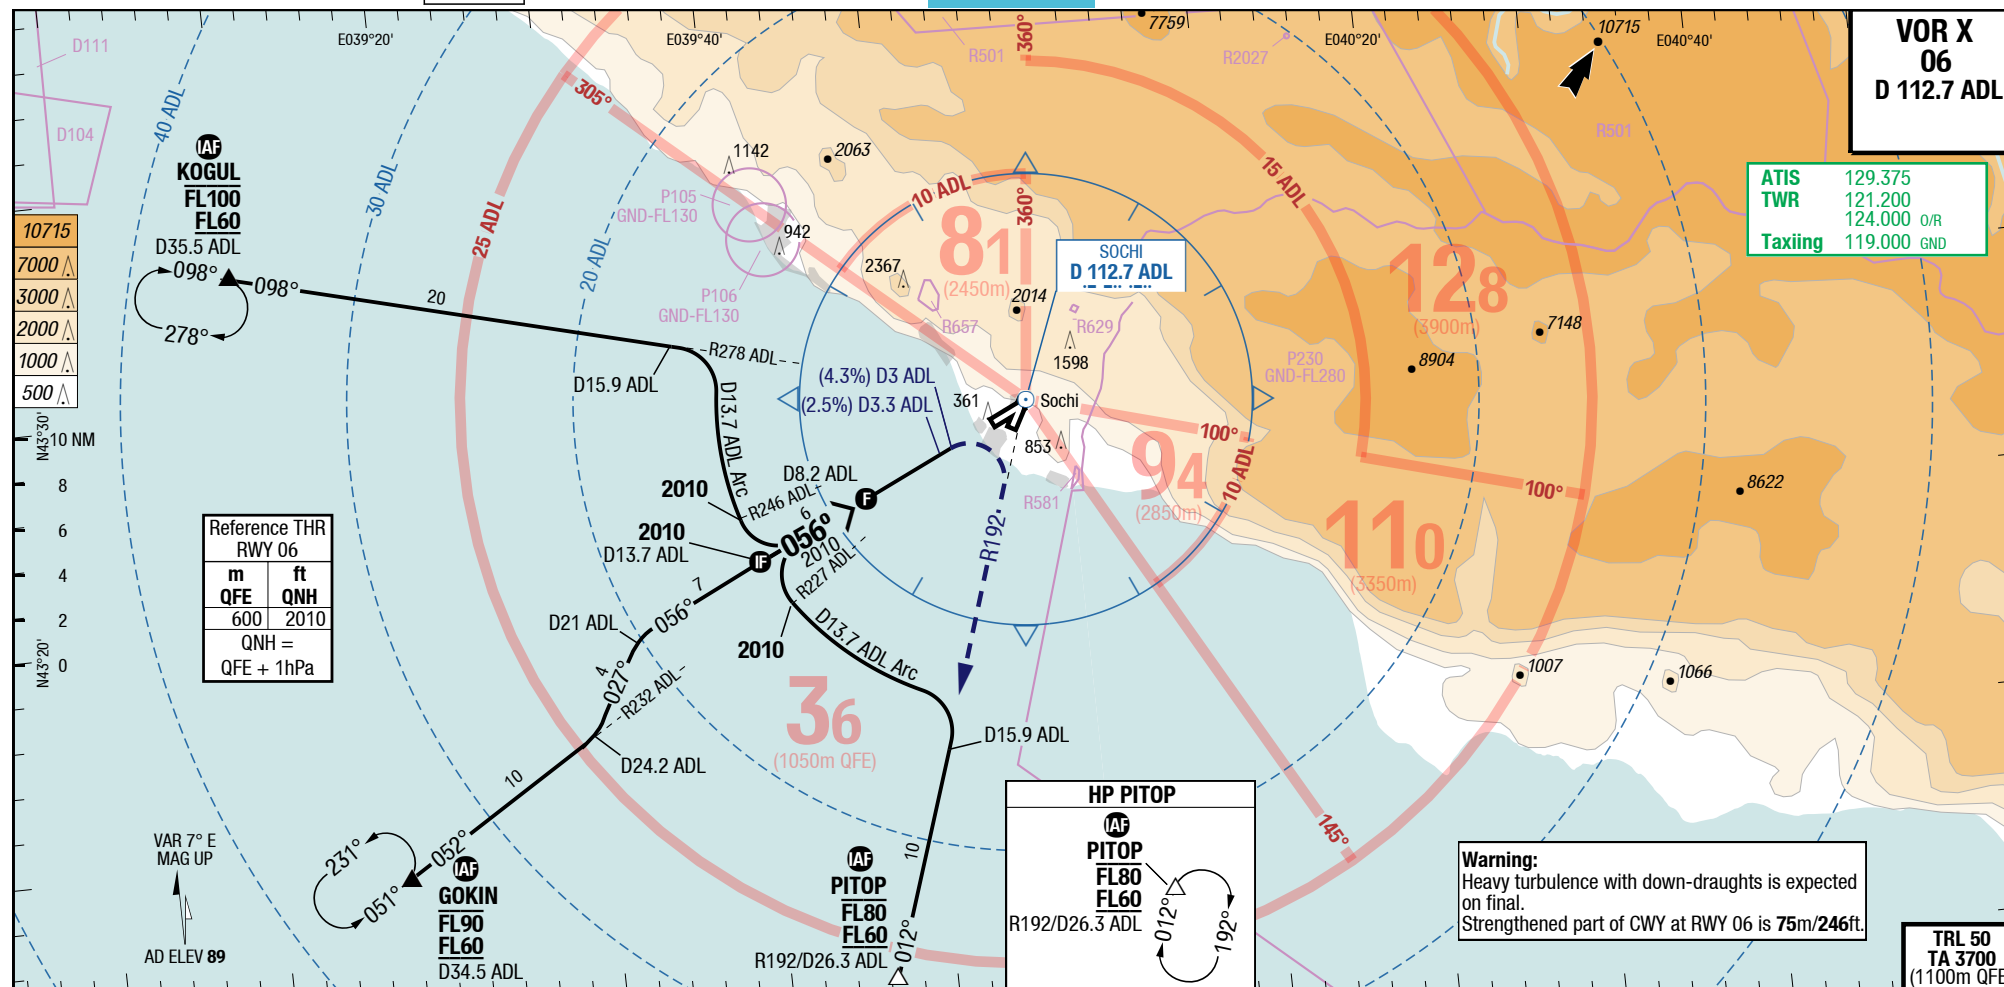 VOR X
06
D 112.7 ADL
ATIS 129.375
TWR 121.200
124.000 O/R
Taxiing 119.000 GND
E039°20'
E039°40'
E040°20'
E040°40'
7759
10715
D111
D104
R501
R2027
R501
40 ADL
30 ADL
20 ADL
25 ADL
15 ADL
10 ADL
10 ADL
305°
360°
360°
100°
100°
145°
IAF
KOGUL
FL100
FL60
D35.5 ADL
098°
278°
098°
20
1142
2063
P105
GND-FL130
942
P106
GND-FL130
2367
R657
81
(2450m)
2014
SOCHI
D 112.7 ADL
R629
1598
P230
GND-FL280
128
(3900m)
7148
8904
8622
10715
7000
3000
2000
1000
500
N43°30'
10 NM
8
6
4
2
0
N43°20'
R278 ADL
D15.9 ADL
D13.7 ADL Arc
(4.3%) D3 ADL
(2.5%) D3.3 ADL
361
Sochi
853
94
(2850m)
R581
110
(3350m)
D8.2 ADL
F
2010
R246 ADL
6
056°
2010
2010
D13.7 ADL
IF
R227 ADL
7
056°
D21 ADL
2010
D13.7 ADL Arc
R192
4
027°
R232 ADL
36
(1050m QFE)
D15.9 ADL
D24.2 ADL
10
1007
1066
Reference THR
RWY 06
m ft
QFE QNH
600 2010
QNH =
QFE + 1hPa
VAR 7° E
MAG UP
AD ELEV 89
231°
051°
052°
IAF
GOKIN
FL90
FL60
D34.5 ADL
10
IAF
PITOP
FL80
FL60
R192/D26.3 ADL
012°
HP PITOP
IAF
PITOP
FL80
FL60
R192/D26.3 ADL
012°
192°
Warning:
Heavy turbulence with down-draughts is expected
on final.
Strengthened part of CWY at RWY 06 is 75m/246ft.
TRL 50
TA 3700
(1100m QFE